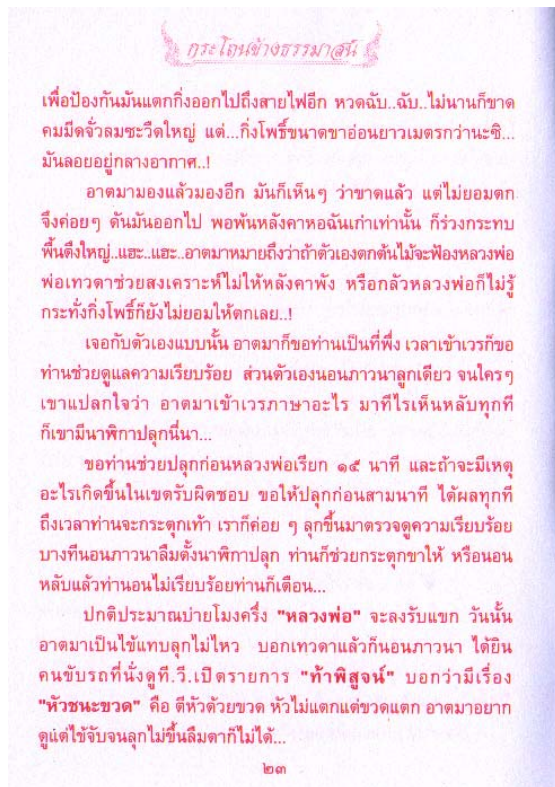 กระโถนข้างธรรมาสน์
เพื่อป้องกันมันแตกกิ่งออกไปถึงสายไฟอีก หวดฉับ..ฉับ..ไม่นานก็ขาด
คมมีดจั่วลมซะวืดใหญ่ แต่...กิ่งโพธิ์ขนาดขาอ่อนยาวเมตรกว่านะซิ...
มันลอยอยู่กลางอากาศ..!
อาตมามองแล้วมองอีก มันก็เห็นๆ ว่าขาดแล้ว แต่ไม่ยอมตก
จึงค่อยๆ ดันมันออกไป พอพ้นหลังคาหอฉันเก่าเท่านั้น ก็ร่วงกระทบ
พื้นตึงใหญ่..แฮะ..แฮะ..อาตมาหมายถึงว่าถ้าตัวเองตกต้นไม้จะฟ้องหลวงพ่อ
พ่อเทวดาช่วยสงเคราะห์ไม่ให้หลังคาพัง หรือกลัวหลวงพ่อก็ไม่รู้
กระทั่งกิ่งโพธิ์ก็ยังไม่ยอมให้ตกเลย..!
เจอกับตัวเองแบบนั้น อาตมาก็ขอท่านเป็นที่พึ่ง เวลาเข้าเวรก็ขอ
ท่านช่วยดูแลความเรียบร้อย ส่วนตัวเองนอนภาวนาลูกเดียว จนใครๆ
เขาแปลกใจว่า อาตมาเข้าเวรภาษาอะไร มาทีไรเห็นหลับทุกที
ก็เขามีนาฬิกาปลุกนี่นา...
ขอท่านช่วยปลุกก่อนหลวงพ่อเรียก ๑๕ นาที และถ้าจะมีเหตุ
อะไรเกิดขึ้นในเขตรับผิดชอบ ขอให้ปลุกก่อนสามนาที ได้ผลทุกที
ถึงเวลาท่านจะกระตุกเท้า เราก็ค่อย ๆ ลุกขึ้นมาตรวจดูความเรียบร้อย
บางทีนอนภาวนาลืมตั้งนาฬิกาปลุก ท่านก็ช่วยกระตุกขาให้ หรือนอน
หลับแล้วท่านอนไม่เรียบร้อยท่านก็เตือน...
ปกติประมาณบ่ายโมงครึ่ง "หลวงพ่อ" จะลงรับแขก วันนั้น
อาตมาเป็นไข้แทบลุกไม่ไหว บอกเทวดาแล้วก็นอนภาวนา ได้ยิน
คนขับรถที่นั่งดูที.วี.เปิดรายการ "ท้าพิสูจน์" บอกว่ามีเรื่อง
"หัวชนะขวด" คือ ตีหัวด้วยขวด หัวไม่แตกแต่ขวดแตก อาตมาอยาก
ดูแต่ไข้จับจนลุกไม่ขึ้นลืมตาก็ไม่ได้...
๒๓